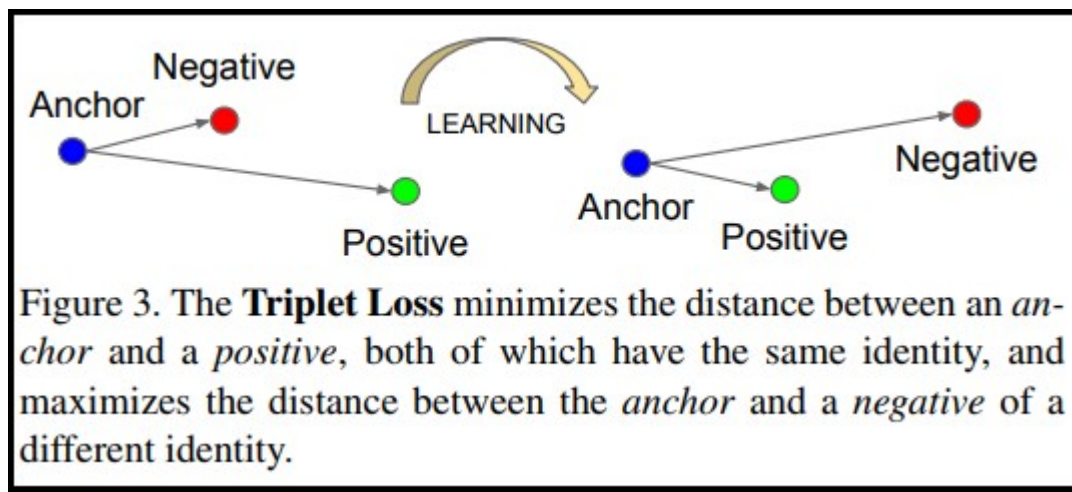 Negative
Anchor
Positive
LEARNING
Anchor
Positive
Negative
Figure 3. The Triplet Loss minimizes the distance between an an-
chor and a positive, both of which have the same identity, and
maximizes the distance between the anchor and a negative of a
different identity.